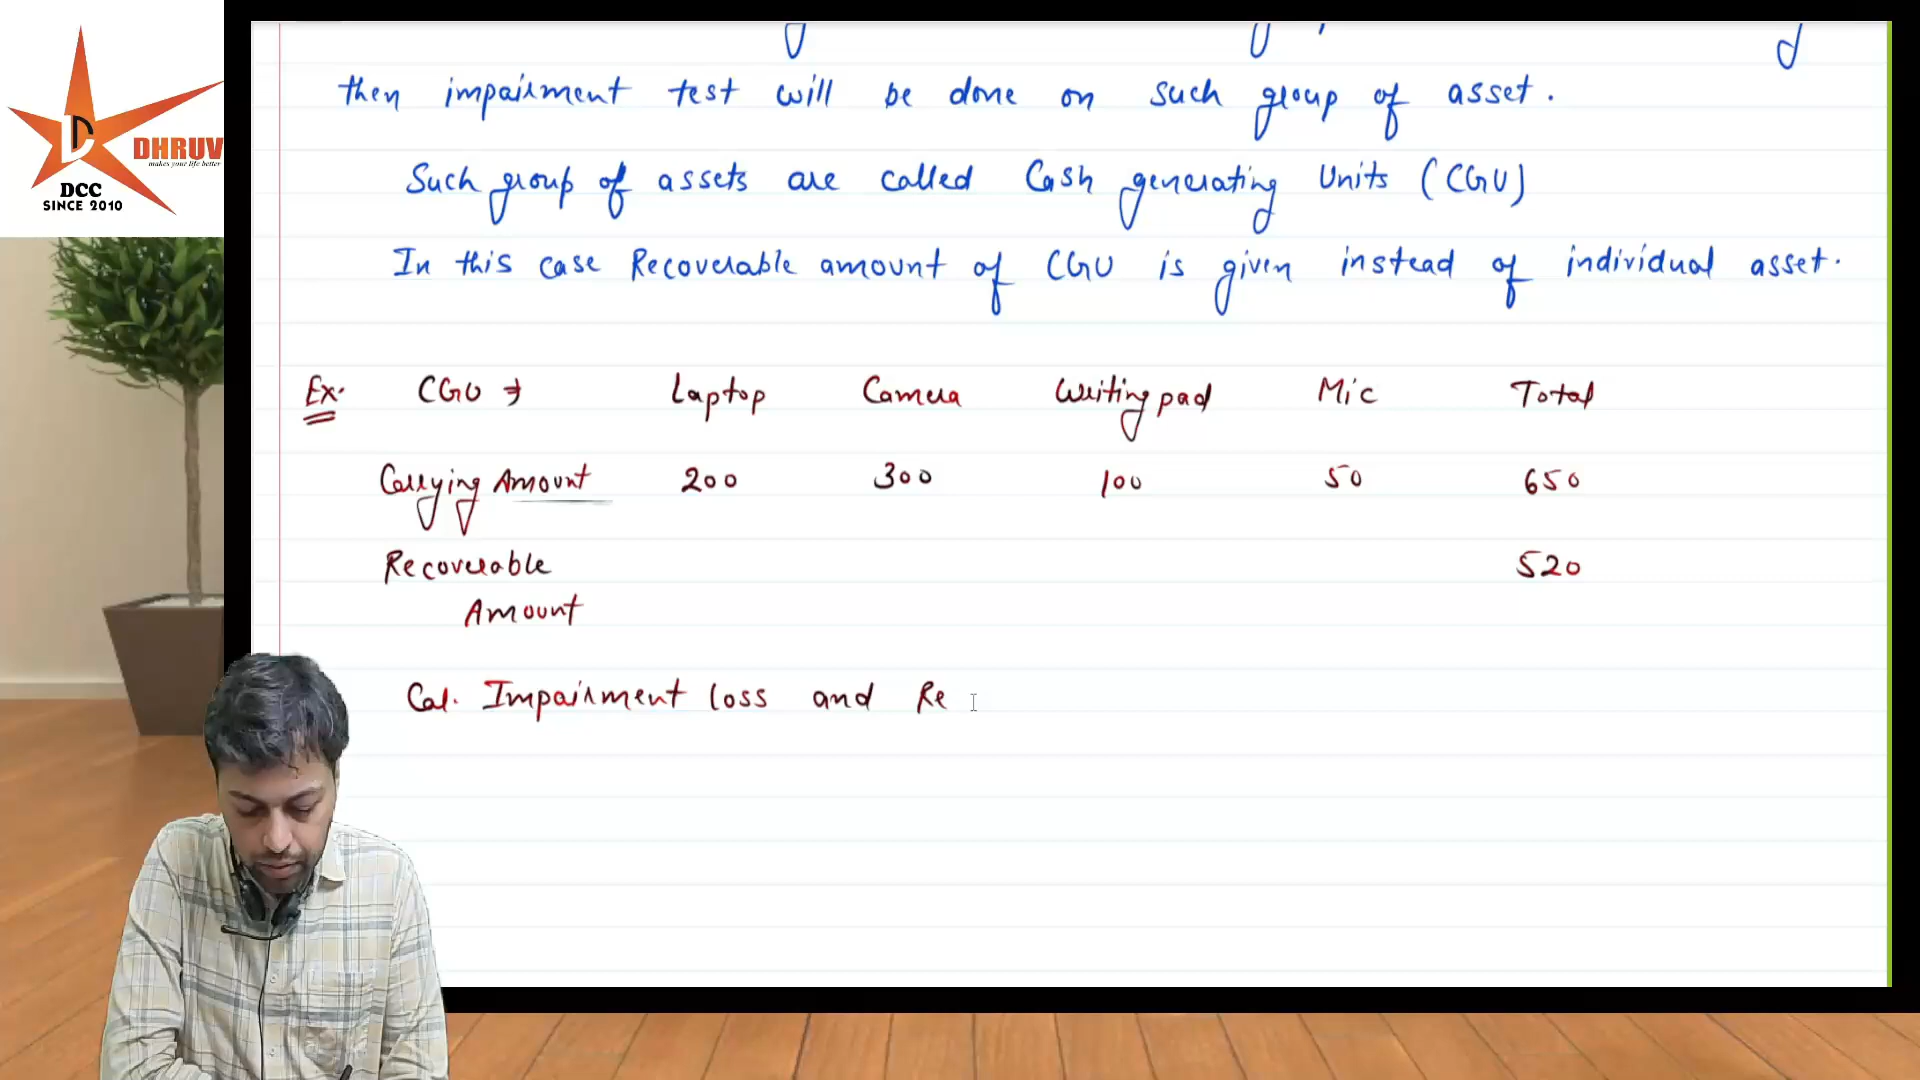 then impairment test will be done on such group of asset.
Such group of assets are called Cash generating Units (CGU)
In this case Recoverable amount of CGU is given instead of individual asset.
Ex. CGU → Laptop Camera Writing pad Mic Total
Carrying Amount 200 300 100 50 650
Recoverable 520
Amount
Cal. Impairment loss and Re
DC
DHRUV
makes your life better
DCC
SINCE 2010